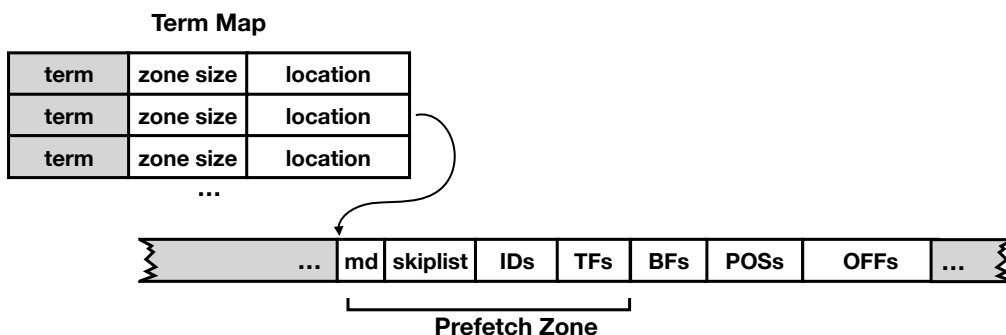 Term Map
term zone size location
term zone size location
term zone size location
...
... md skiplist IDs TFs BFs POSs OFFs ...
Prefetch Zone